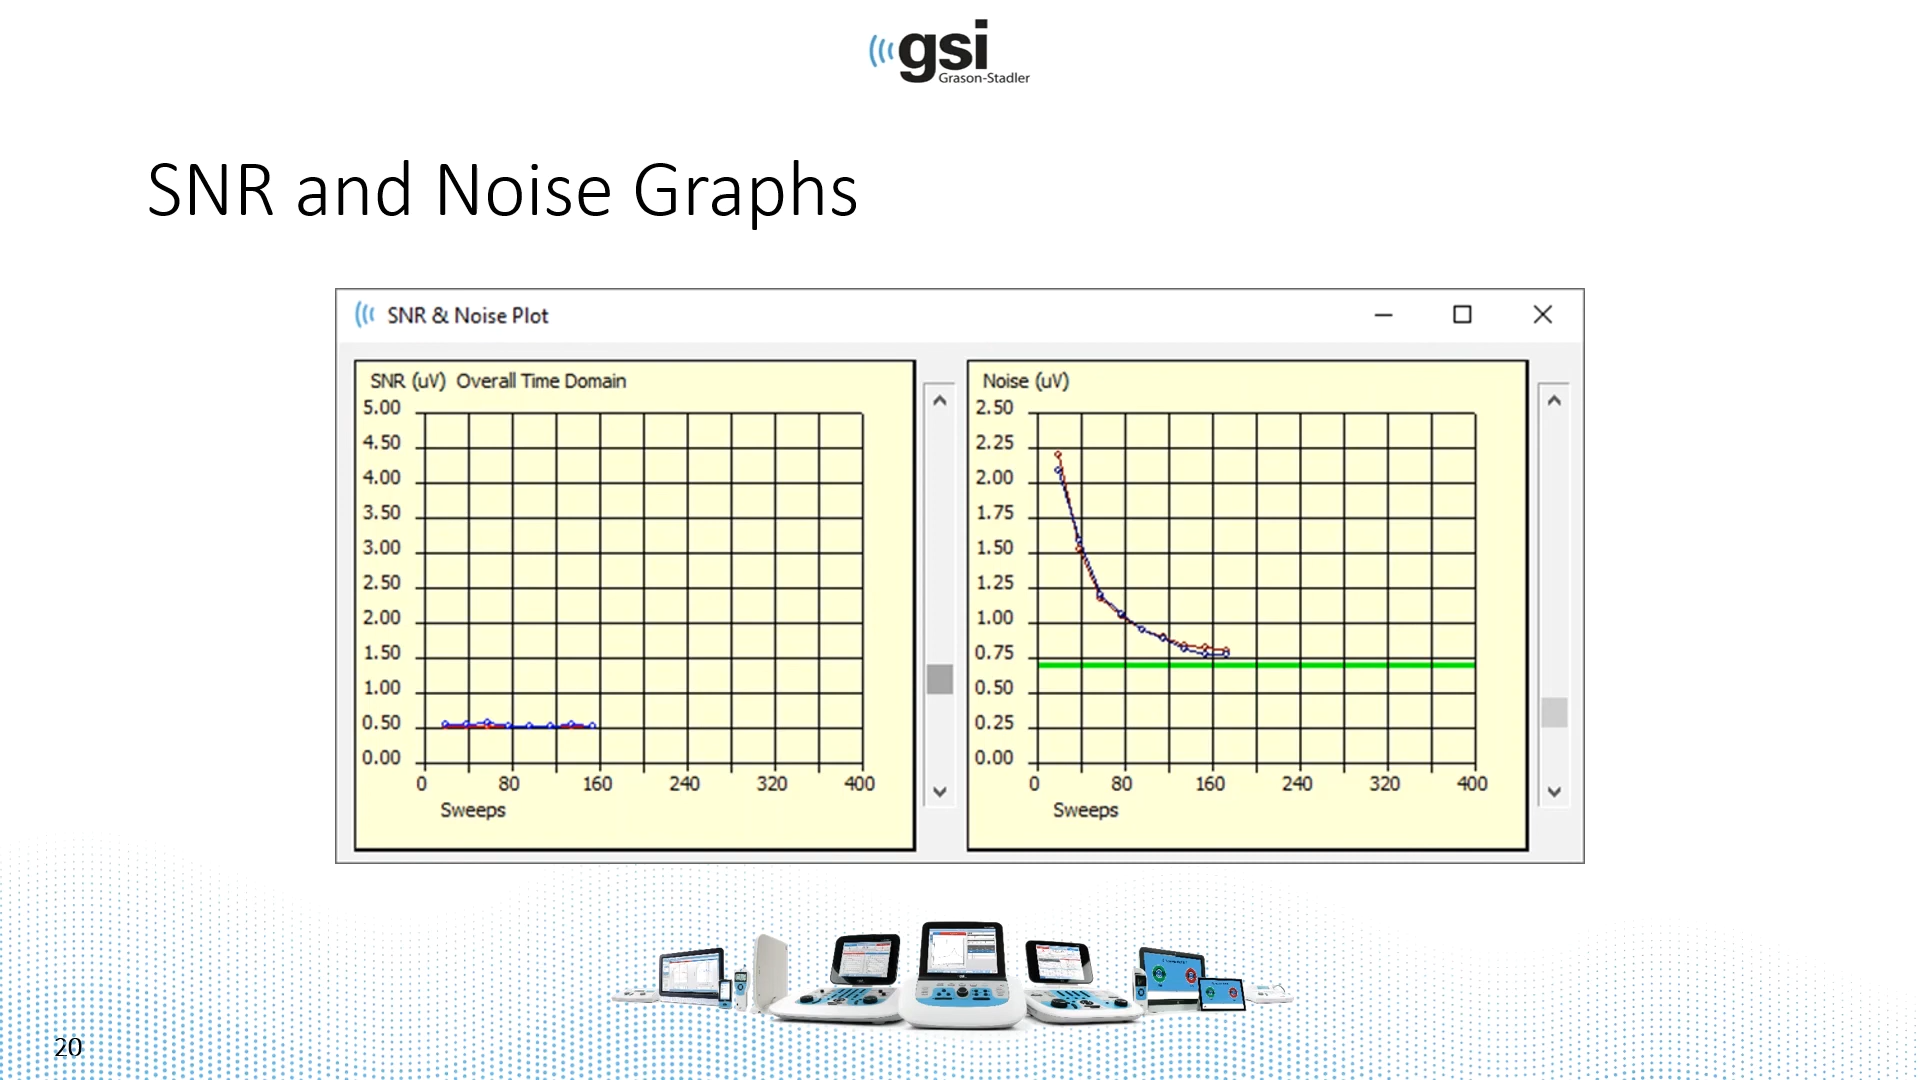 gsi
Grason-Stadler
SNR and Noise Graphs
SNR & Noise Plot
SNR (uV) Overall Time Domain
5.00
4.50
4.00
3.50
3.00
2.50
2.00
1.50
1.00
0.50
0.00
0 80 160 240 320 400
Sweeps
Noise (uV)
2.50
2.25
2.00
1.75
1.50
1.25
1.00
0.75
0.50
0.25
0.00
0 80 160 240 320 400
Sweeps
20